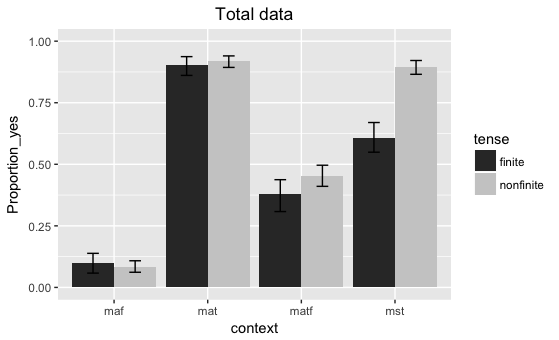 Total data
1.00
0.75
0.50
0.25
0.00
Proportion_yes
maf mat matf mst
context
tense
finite
nonfinite